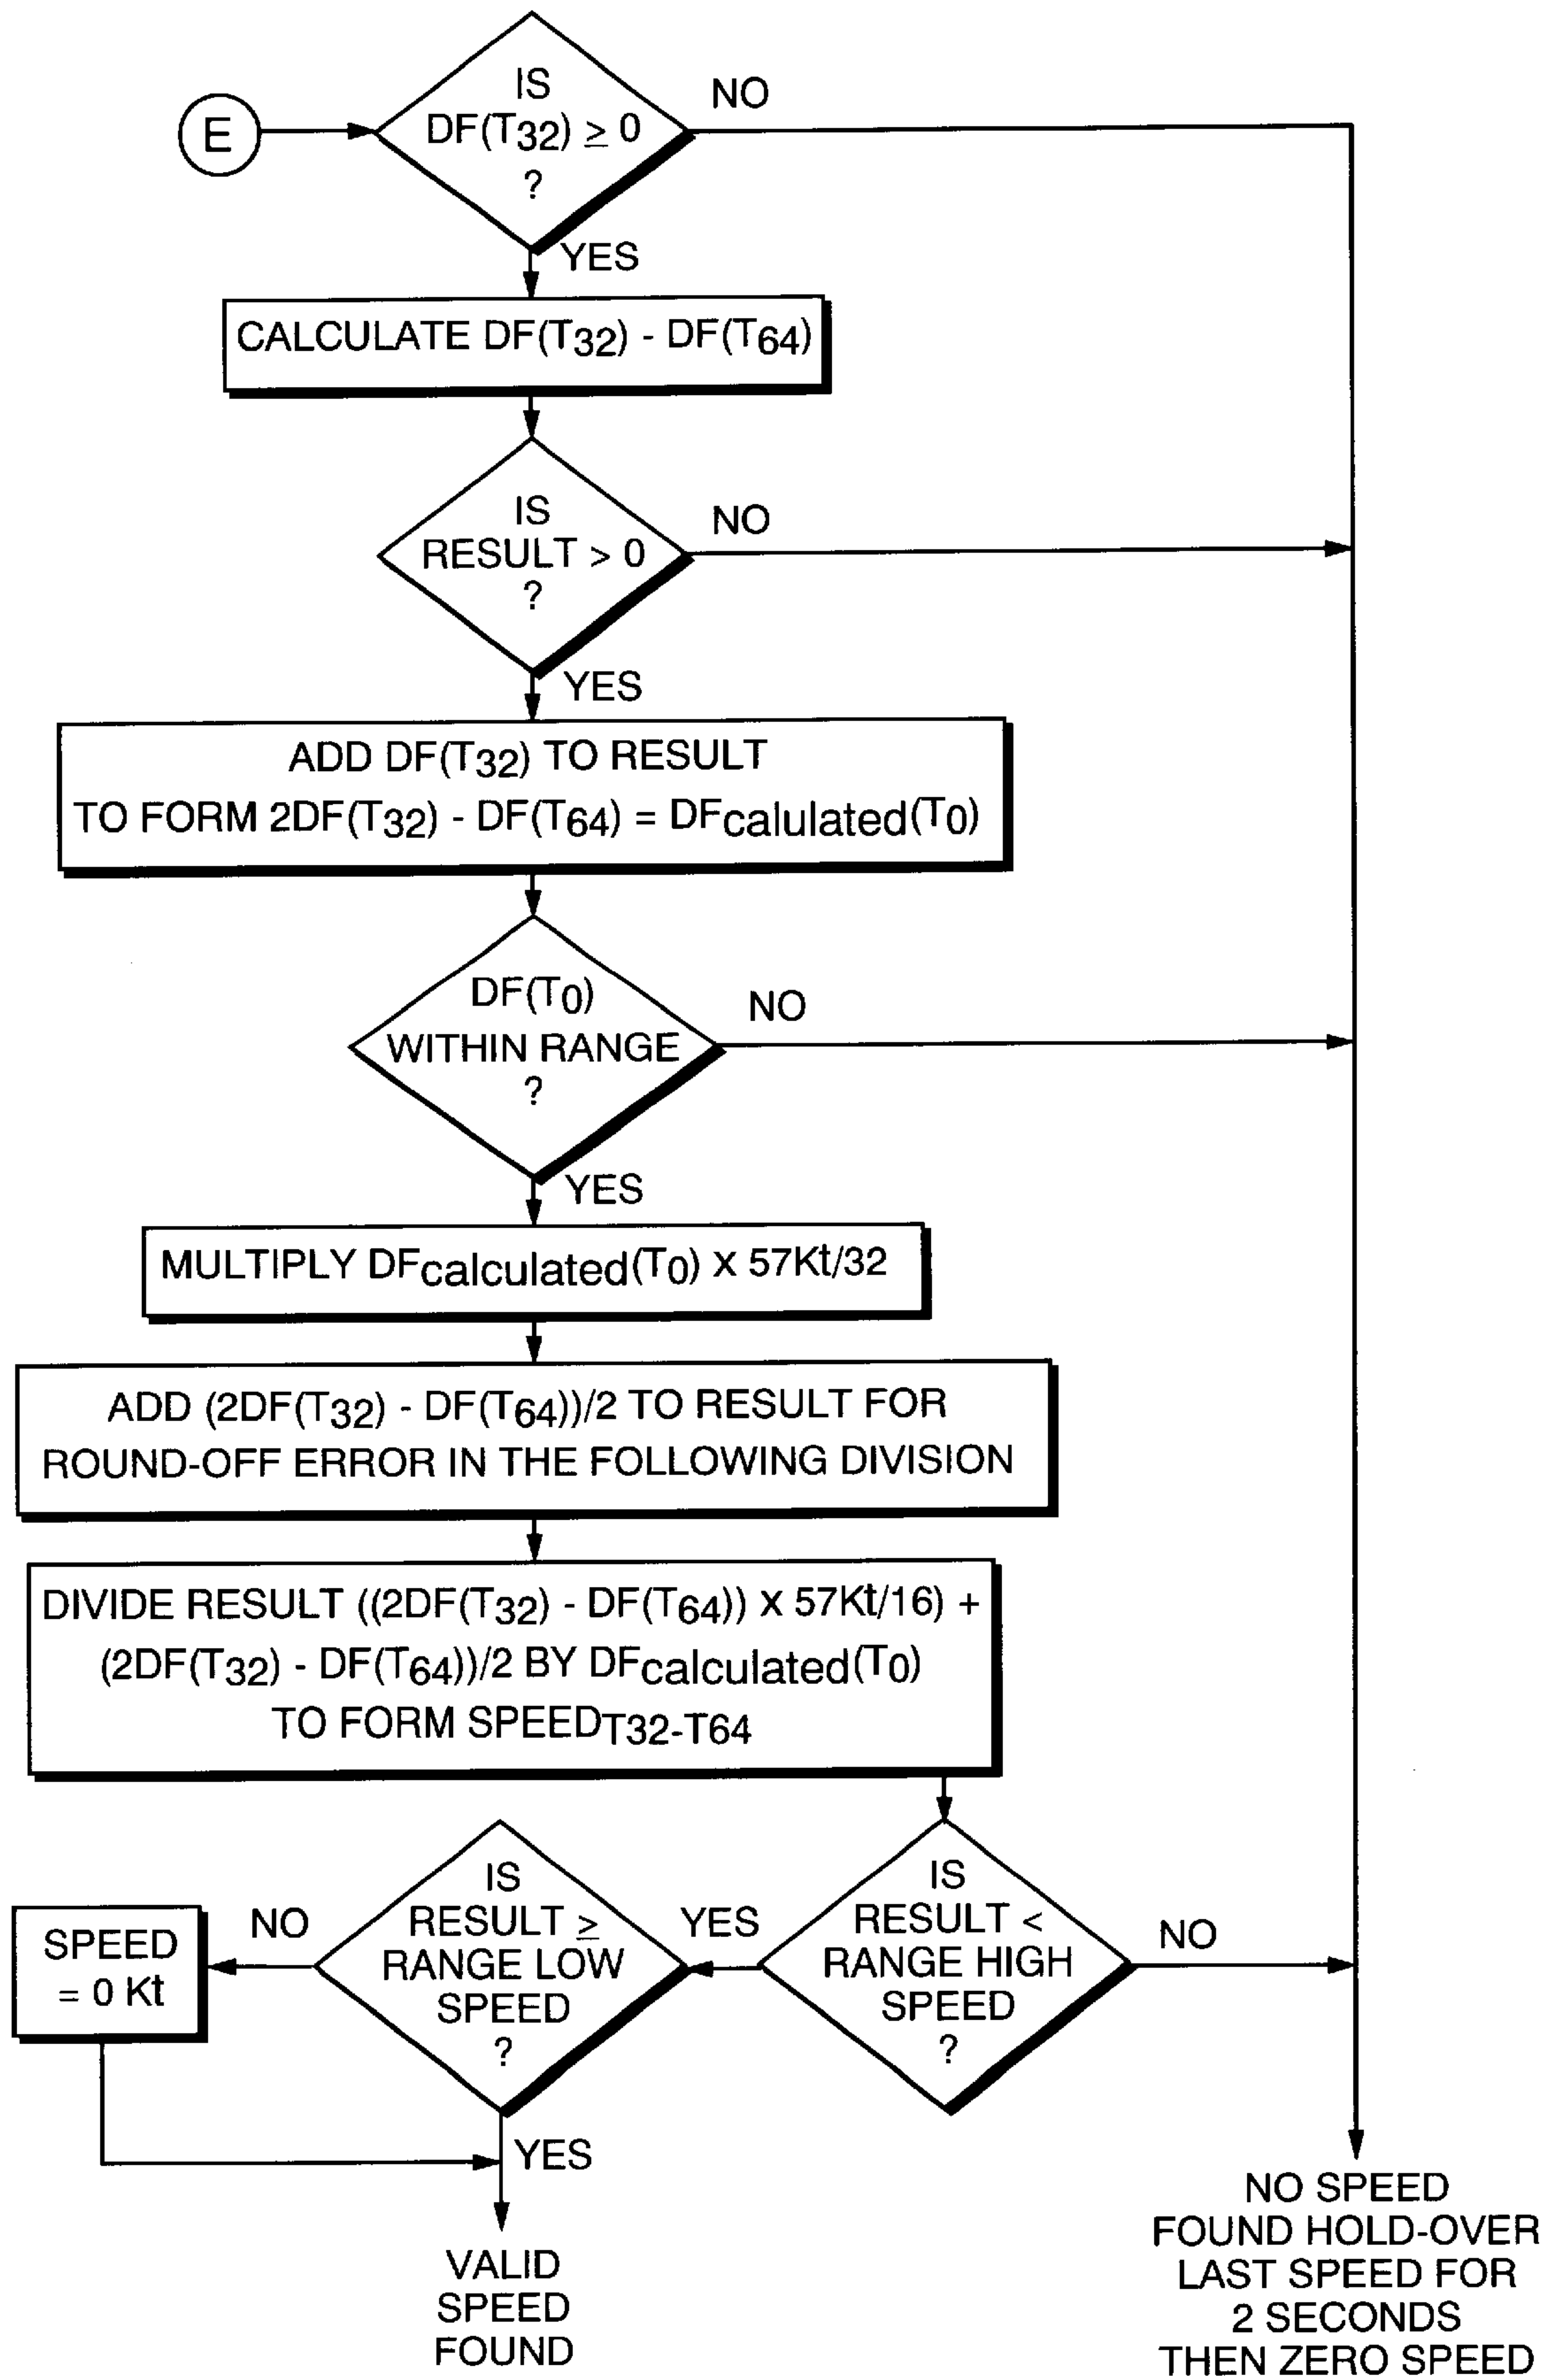 E
IS
DF(T32) ≥ 0
?
NO
YES
CALCULATE DF(T32) - DF(T64)
IS
RESULT > 0
?
NO
YES
ADD DF(T32) TO RESULT
TO FORM 2DF(T32) - DF(T64) = DFcalulated(T0)
DF(T0)
WITHIN RANGE
?
NO
YES
MULTIPLY DFcalculated(T0) x 57Kt/32
ADD (2DF(T32) - DF(T64))/2 TO RESULT FOR
ROUND-OFF ERROR IN THE FOLLOWING DIVISION
DIVIDE RESULT ((2DF(T32) - DF(T64)) x 57Kt/16) +
(2DF(T32) - DF(T64))/2 BY DFcalculated(T0)
TO FORM SPEEDT32-T64
IS
RESULT <
RANGE HIGH
SPEED
?
NO
YES
IS
RESULT ≥
RANGE LOW
SPEED
?
NO
SPEED
= 0 Kt
YES
VALID
SPEED
FOUND
NO SPEED
FOUND HOLD-OVER
LAST SPEED FOR
2 SECONDS
THEN ZERO SPEED